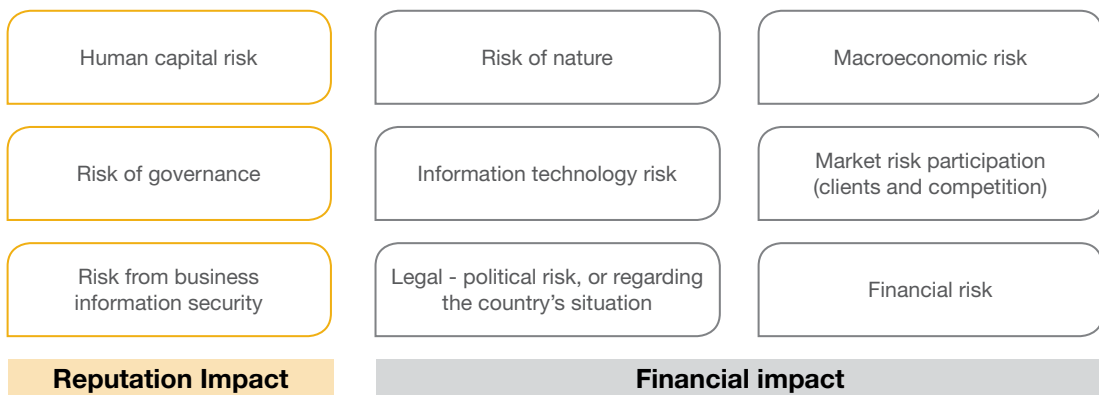 Human capital risk
Risk of nature
Macroeconomic risk
Risk of governance
Information technology risk
Market risk participation
(clients and competition)
Risk from business
information security
Legal - political risk, or regarding
the country's situation
Financial risk
Reputation Impact
Financial impact